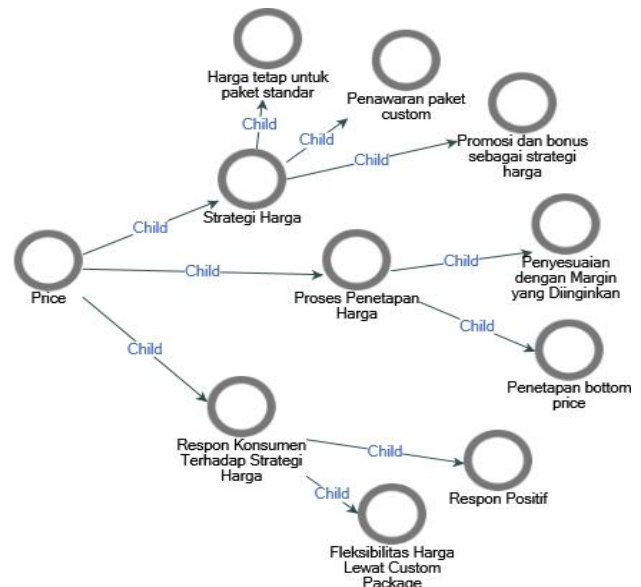 Harga tetap untuk
paket standar
Penawaran paket
custom
Promosi dan bonus
sebagai strategi
harga
Child
Child
Child
Strategi Harga
Child
Price
Child
Proses Penetapan
Harga
Child
Penyesuaian
dengan Margin
yang Diinginkan
Child
Penetapan bottom
price
Child
Respon Konsumen
Terhadap Strategi
Harga
Child
Respon Positif
Child
Fleksibilitas Harga
Lewat Custom
Package